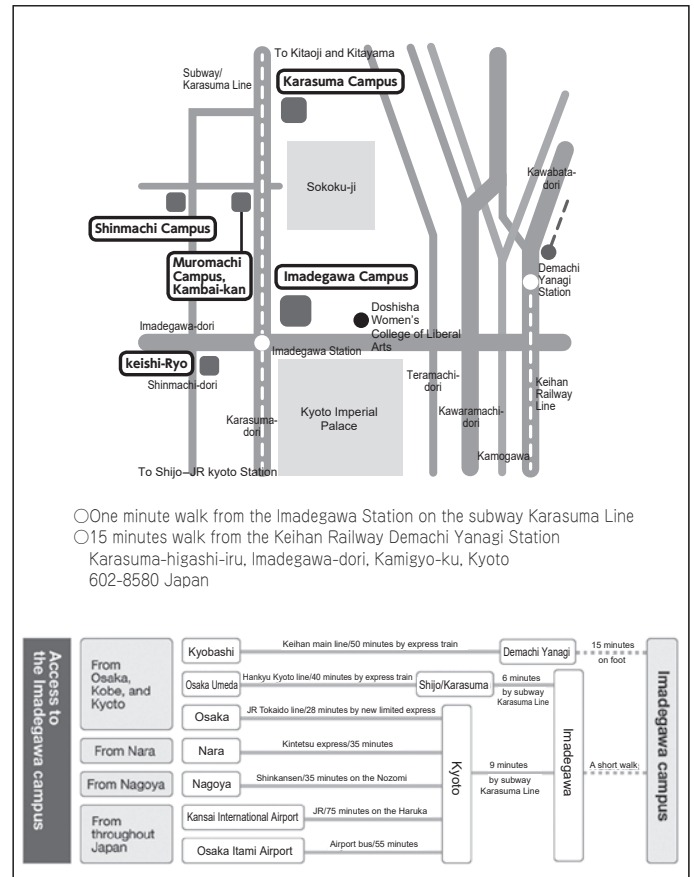 To Kitaoji and Kitayama
Subway/
Karasuma Line
Karasuma Campus
Sokoku-ji
Kawabata-
dori
Shinmachi Campus
Muromachi
Campus,
Kambai-kan
Imadegawa Campus
Demachi
Yanagi
Station
Doshisha
Women's
College of Liberal
Arts
Imadegawa-dori
Imadegawa Station
keishi-Ryo
Shinmachi-dori
Teramachi-
dori
Keihan
Railway
Line
Karasuma-
dori
Kyoto Imperial
Palace
Kawaramachi-
dori
Kamogawa
To Shijo–JR kyoto Station
○One minute walk from the Imadegawa Station on the subway Karasuma Line
○15 minutes walk from the Keihan Railway Demachi Yanagi Station
Karasuma-higashi-iru, Imadegawa-dori, Kamigyo-ku, Kyoto
602-8580 Japan
Access to
the Imadegawa campus
From
Osaka,
Kobe, and
Kyoto
Kyobashi
Keihan main line/50 minutes by express train
Demachi Yanagi
15 minutes
on foot
Osaka Umeda
Hankyu Kyoto line/40 minutes by express train
Shijo/Karasuma
6 minutes
by subway
Karasuma Line
Osaka
JR Tokaido line/28 minutes by new limited express
From Nara
Nara
Kintetsu express/35 minutes
From Nagoya
Nagoya
Shinkansen/35 minutes on the Nozomi
From
throughout
Japan
Kansai International Airport
JR/75 minutes on the Haruka
Osaka Itami Airport
Airport bus/55 minutes
Kyoto
9 minutes
by subway
Karasuma Line
Imadegawa
A short walk
Imadegawa campus